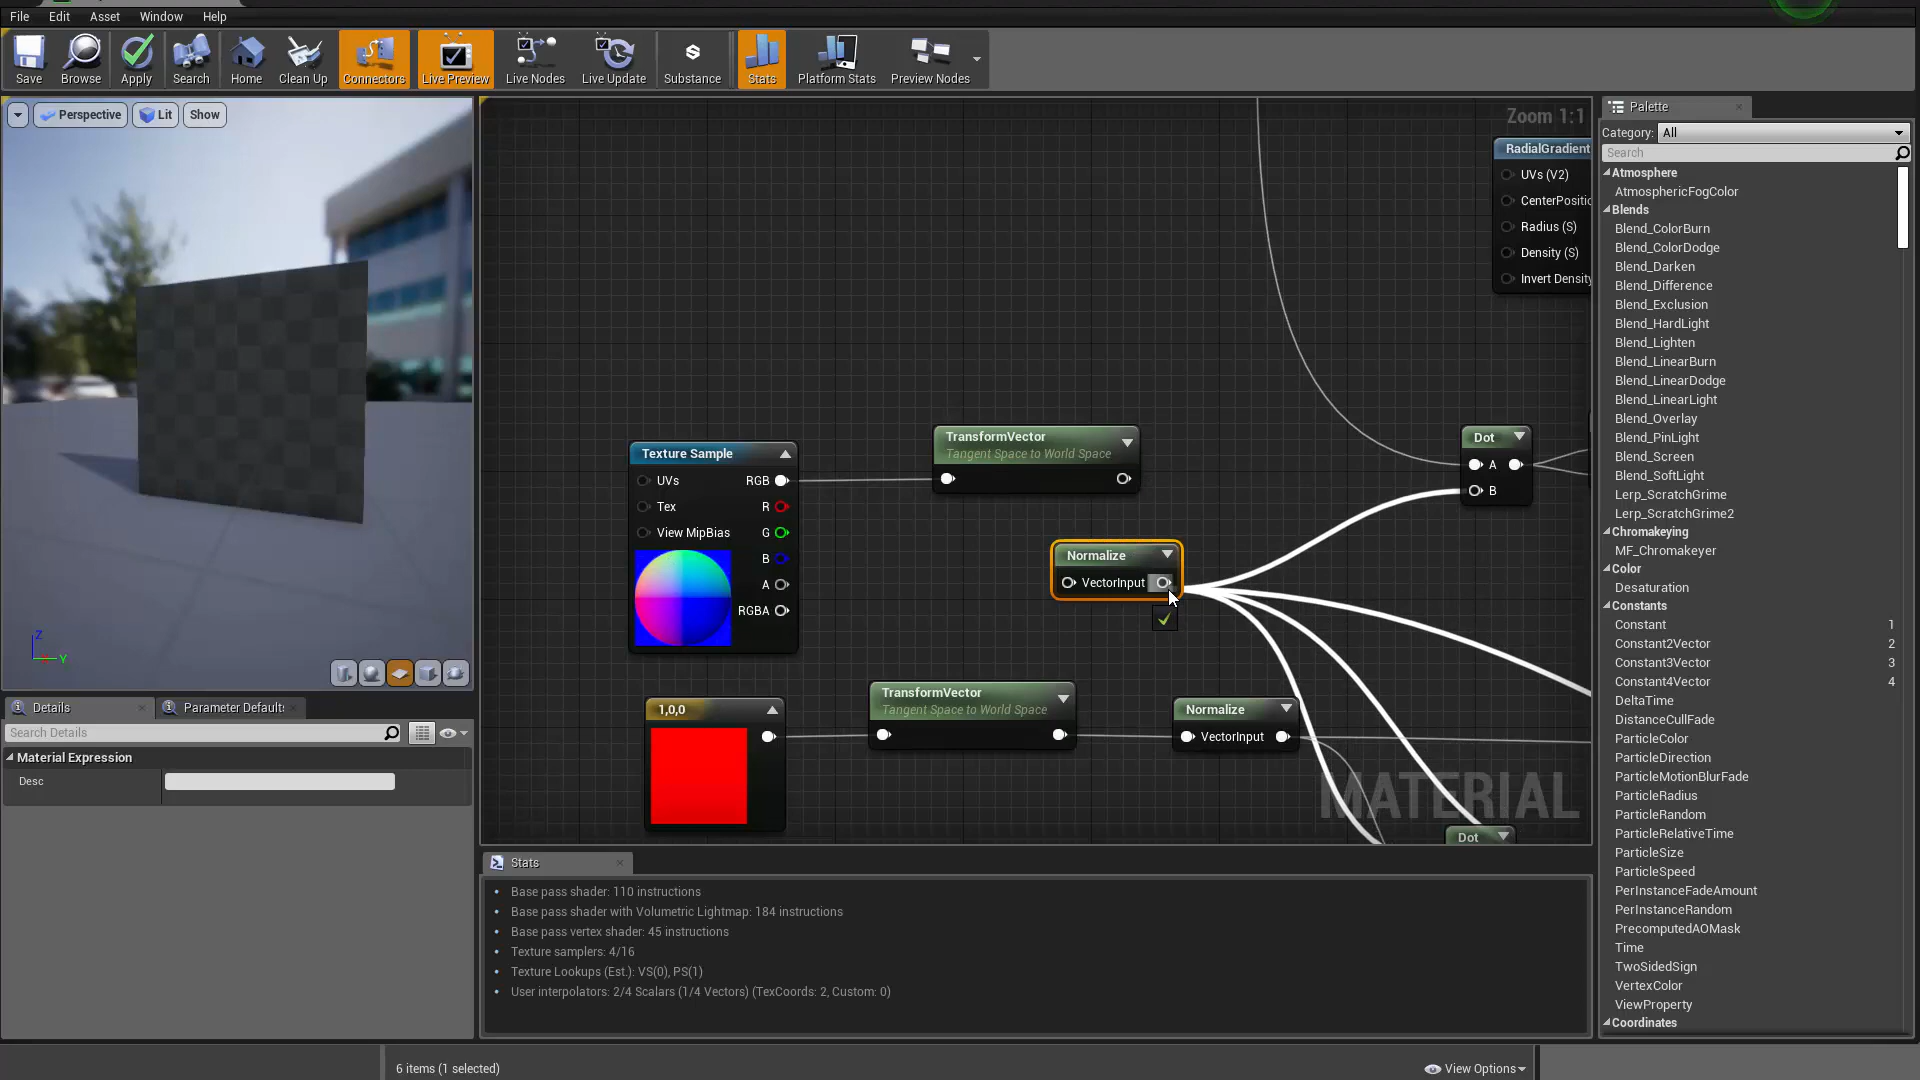 File Edit Asset Window Help
Save Browse Apply Search Home Clean Up Connectors Live Preview Live Nodes Live Update Substance Stats Platform Stats Preview Nodes
Perspective Lit Show
Z
Y
Details Parameter Defaults
Search Details
Material Expression
Desc
Zoom 1:1
RadialGradient
UVs (V2)
CenterPositio
Radius (S)
Density (S)
Invert Density
Texture Sample
UVs RGB
Tex R
View MipBias G
B
A
RGBA
TransformVector
Tangent Space to World Space
Dot
A
B
Normalize
VectorInput
1,0,0
TransformVector
Tangent Space to World Space
Normalize
VectorInput
MATERIAL
Dot
Stats
Base pass shader: 110 instructions
Base pass shader with Volumetric Lightmap: 184 instructions
Base pass vertex shader: 45 instructions
Texture samplers: 4/16
Texture Lookups (Est.): VS(0), PS(1)
User interpolators: 2/4 Scalars (1/4 Vectors) (TexCoords: 2, Custom: 0)
6 items (1 selected)
View Options
Palette
Category: All
Search
Atmosphere
AtmosphericFogColor
Blends
Blend_ColorBurn
Blend_ColorDodge
Blend_Darken
Blend_Difference
Blend_Exclusion
Blend_HardLight
Blend_Lighten
Blend_LinearBurn
Blend_LinearDodge
Blend_LinearLight
Blend_Overlay
Blend_PinLight
Blend_Screen
Blend_SoftLight
Lerp_ScratchGrime
Lerp_ScratchGrime2
Chromakeying
MF_Chromakeyer
Color
Desaturation
Constants
Constant 1
Constant2Vector 2
Constant3Vector 3
Constant4Vector 4
DeltaTime
DistanceCullFade
ParticleColor
ParticleDirection
ParticleMotionBlurFade
ParticleRadius
ParticleRandom
ParticleRelativeTime
ParticleSize
ParticleSpeed
PerInstanceFadeAmount
PerInstanceRandom
PrecomputedAOMask
Time
TwoSidedSign
VertexColor
ViewProperty
Coordinates